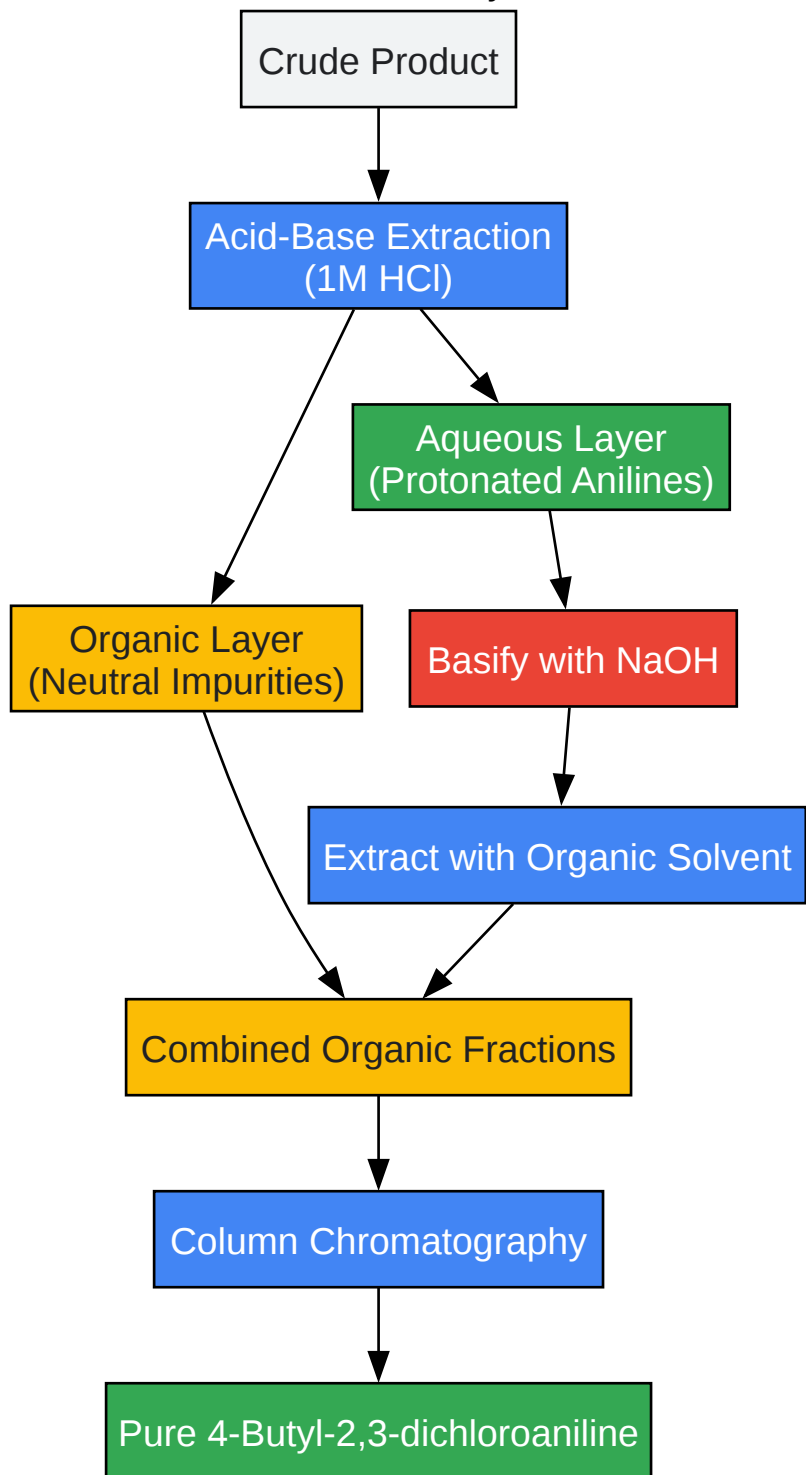 Crude Product
Acid-Base Extraction
(1M HCl)
Aqueous Layer
(Protonated Anilines)
Organic Layer
(Neutral Impurities)
Basify with NaOH
Extract with Organic Solvent
Combined Organic Fractions
Column Chromatography
Pure 4-Butyl-2,3-dichloroaniline